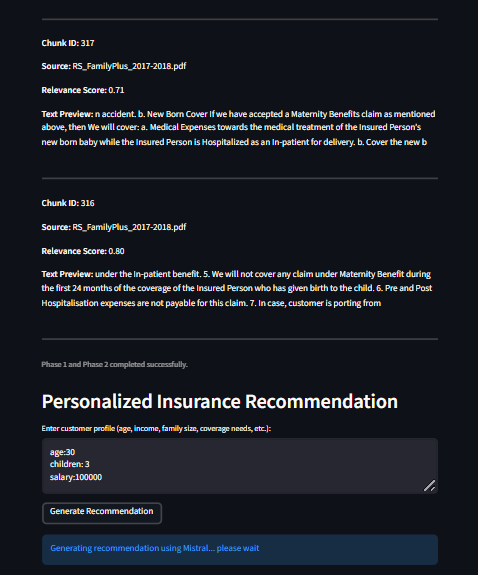 Chunk ID: 317
Source: RS_FamilyPlus_2017-2018.pdf
Relevance Score: 0.71
Text Preview: n accident. b. New Born Cover If we have accepted a Maternity Benefits claim as mentioned
above, then We will cover: a. Medical Expenses towards the medical treatment of the Insured Person's
new born baby while the Insured Person is Hospitalized as an In-patient for delivery. b. Cover the new b
Chunk ID: 316
Source: RS_FamilyPlus_2017-2018.pdf
Relevance Score: 0.80
Text Preview: under the In-patient benefit. 5. We will not cover any claim under Maternity Benefit during
the first 24 months of the coverage of the Insured Person who has given birth to the child. 6. Pre and Post
Hospitalisation expenses are not payable for this claim. 7. In case, customer is porting from
Phase 1 and Phase 2 completed successfully.
Personalized Insurance Recommendation
Enter customer profile (age, income, family size, coverage needs, etc.):
age:30
children: 3
salary:100000
Generate Recommendation
Generating recommendation using Mistral... please wait